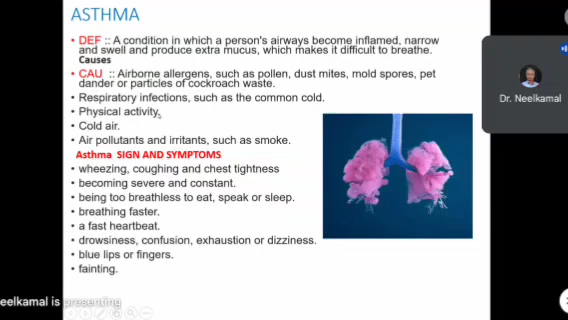 ASTHMA
• DEF :: A condition in which a person's airways become inflamed, narrow
and swell and produce extra mucus, which makes it difficult to breathe.
Causes
• CAU :: Airborne allergens, such as pollen, dust mites, mold spores, pet
dander or particles of cockroach waste.
• Respiratory infections, such as the common cold.
• Physical activity.
• Cold air.
• Air pollutants and irritants, such as smoke.
Asthma SIGN AND SYMPTOMS
• wheezing, coughing and chest tightness
• becoming severe and constant.
• being too breathless to eat, speak or sleep.
• breathing faster.
• a fast heartbeat.
• drowsiness, confusion, exhaustion or dizziness.
• blue lips or fingers.
• fainting.
Dr. Neelkamal
eelkamal is presenting